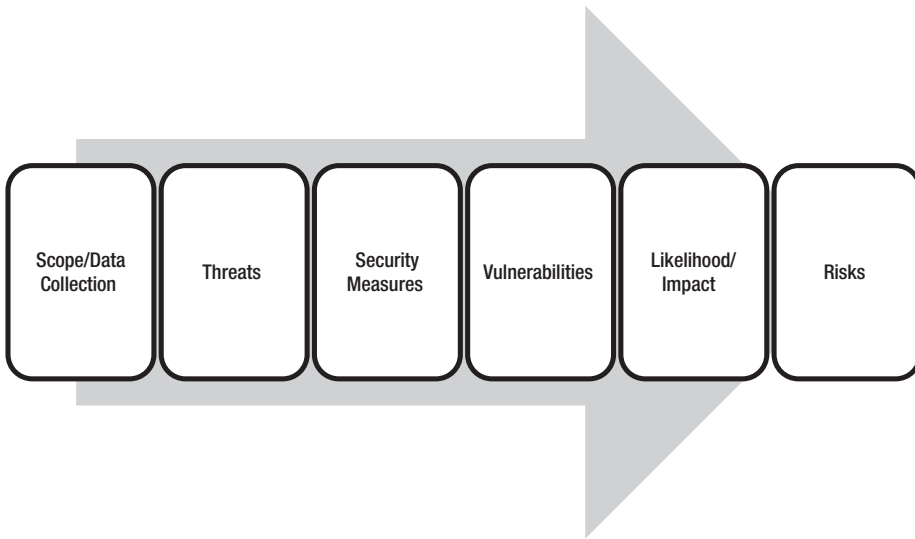 Scope/Data
Collection
Threats
Security
Measures
Vulnerabilities
Likelihood/
Impact
Risks